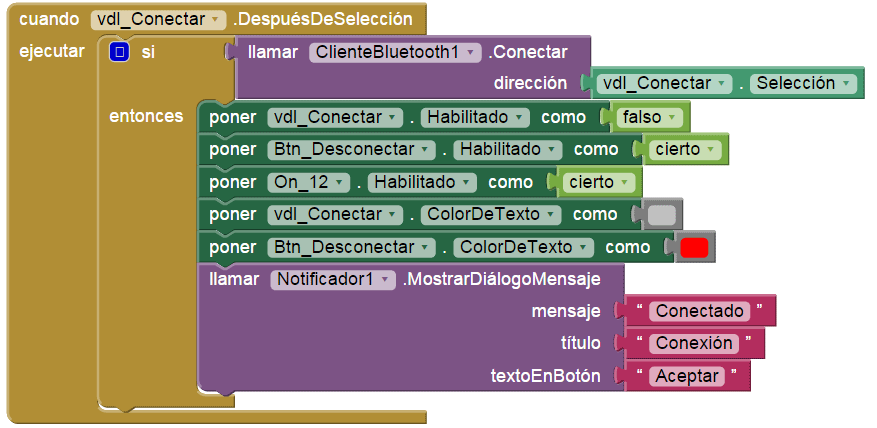 cuando vdl_Conectar .DespuésDeSelección
ejecutar si llamar ClienteBluetooth1 .Conectar
dirección vdl_Conectar . Selección
entonces poner vdl_Conectar . Habilitado como falso
poner Btn_Desconectar . Habilitado como cierto
poner On_12 . Habilitado como cierto
poner vdl_Conectar . ColorDeTexto como
poner Btn_Desconectar . ColorDeTexto como
llamar Notificador1 .MostrarDiálogoMensaje
mensaje “ Conectado ”
título “ Conexión ”
textoEnBotón “ Aceptar ”